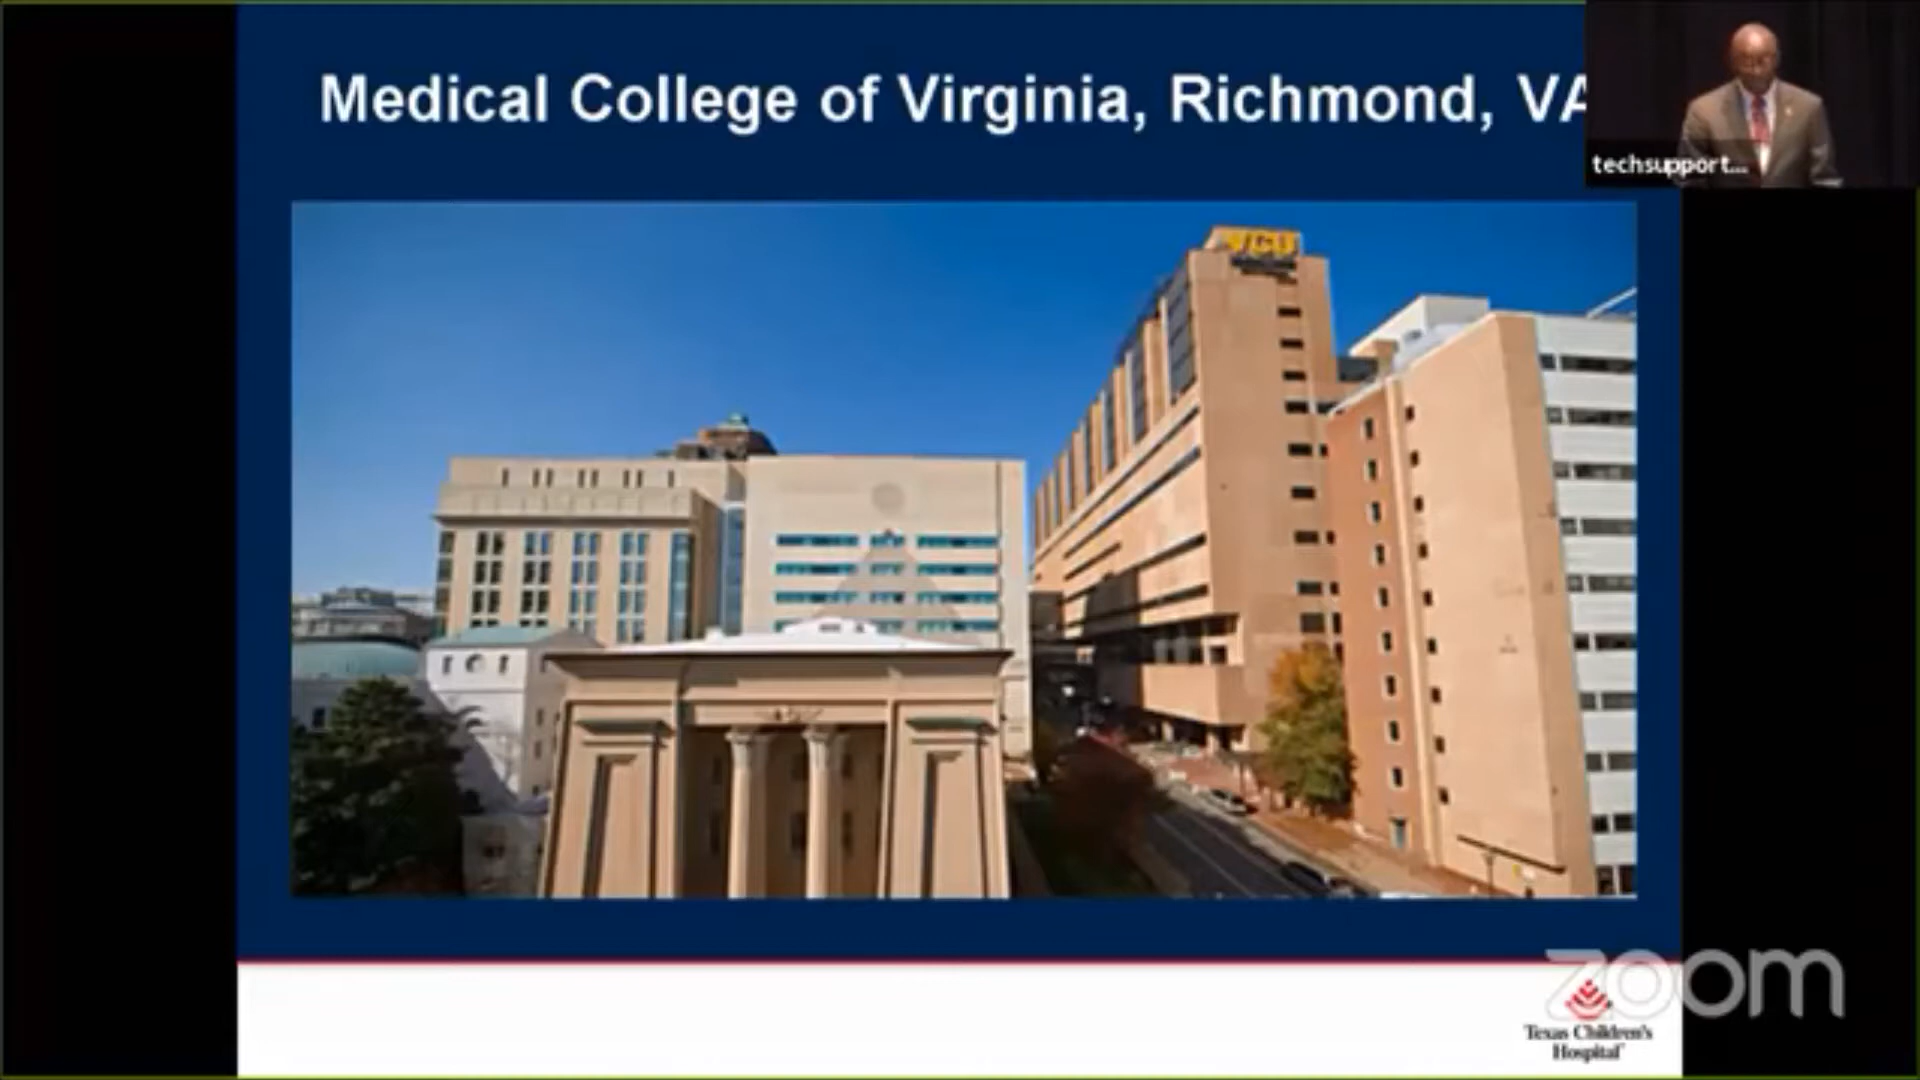 Medical College of Virginia, Richmond, VA
techsupport...
VCU
zoom
Texas Children's
Hospital